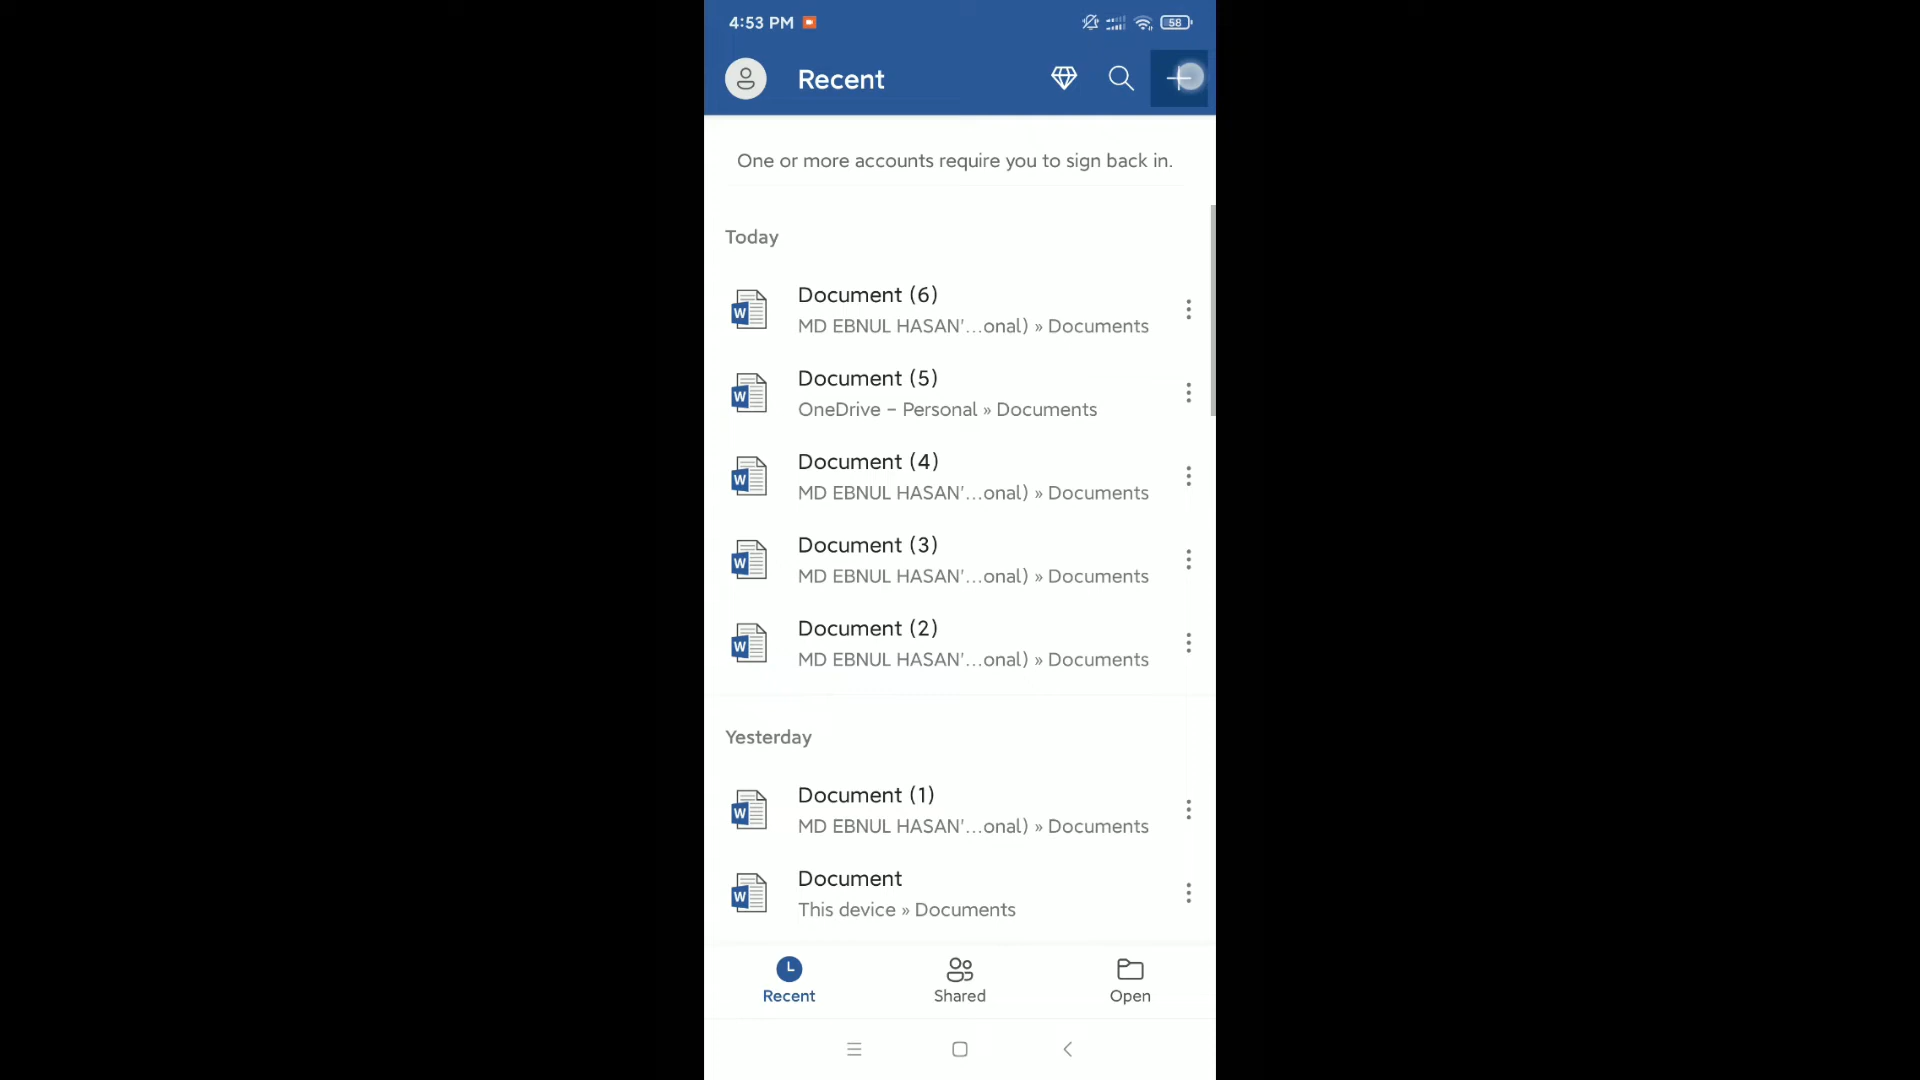 4:53 PM
58
Recent
One or more accounts require you to sign back in.
Today
Document (6)
MD EBNUL HASAN'...onal) » Documents
Document (5)
OneDrive – Personal » Documents
Document (4)
MD EBNUL HASAN'...onal) » Documents
Document (3)
MD EBNUL HASAN'...onal) » Documents
Document (2)
MD EBNUL HASAN'...onal) » Documents
Yesterday
Document (1)
MD EBNUL HASAN'...onal) » Documents
Document
This device » Documents
Recent
Shared
Open